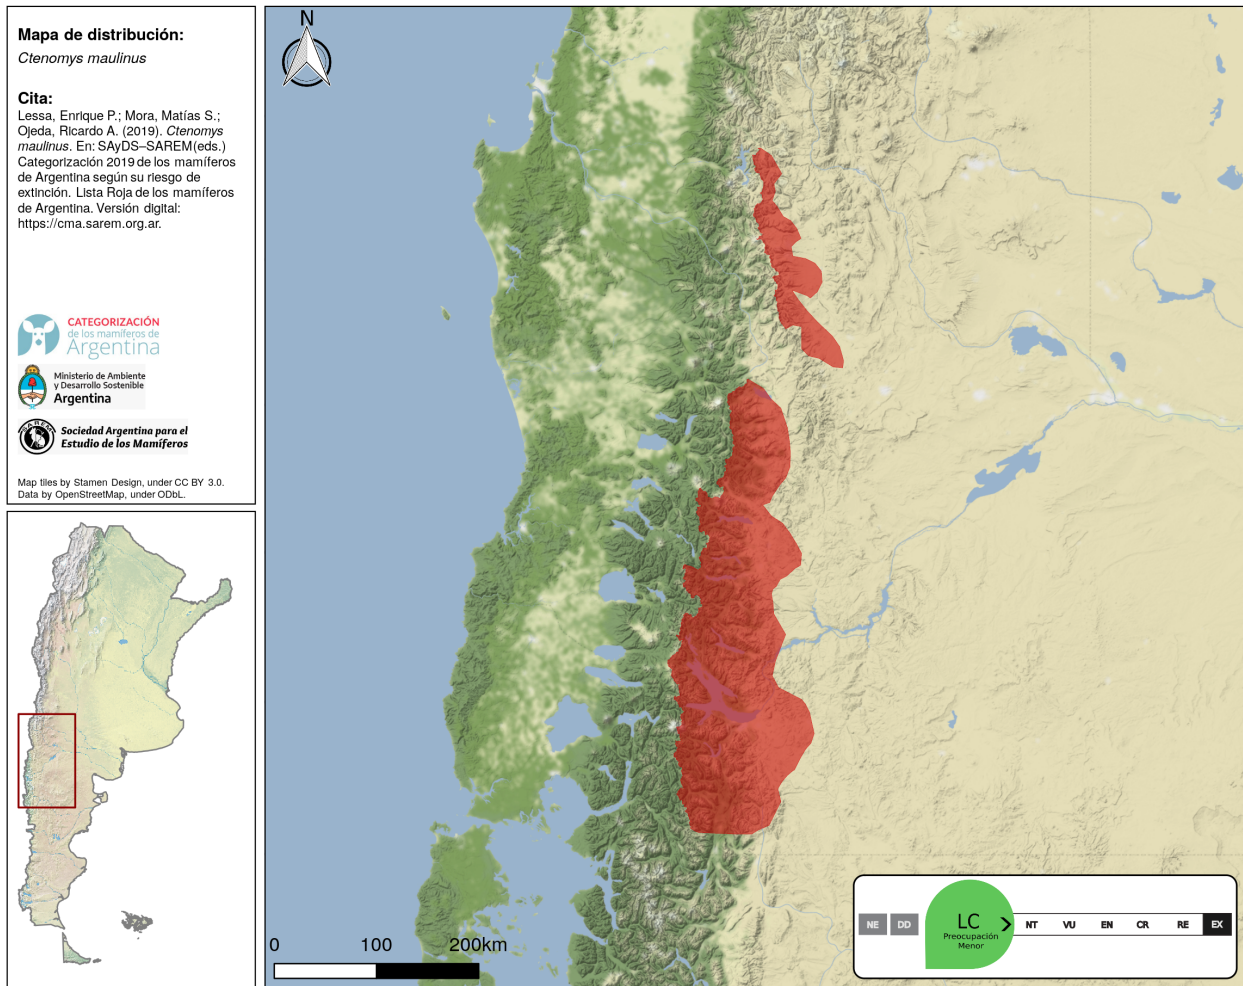 Mapa de distribución:
Ctenomys maulinus
Cita:
Lessa, Enrique P.; Mora, Matías S.;
Ojeda, Ricardo A. (2019). Ctenomys
maulinus. En: SAyDS–SAREM(eds.)
Categorización 2019 de los mamíferos
de Argentina según su riesgo de
extinción. Lista Roja de los mamíferos
de Argentina. Versión digital:
https://cma.sarem.org.ar.
CATEGORIZACIÓN
de los mamíferos de
Argentina
Ministerio de Ambiente
y Desarrollo Sostenible
Argentina
SAREM
Sociedad Argentina para el
Estudio de los Mamíferos
Map tiles by Stamen Design, under CC BY 3.0.
Data by OpenStreetMap, under ODbL.
N
0 100 200km
NE DD LC NT VU EN CR RE EX
Preocupación
Menor